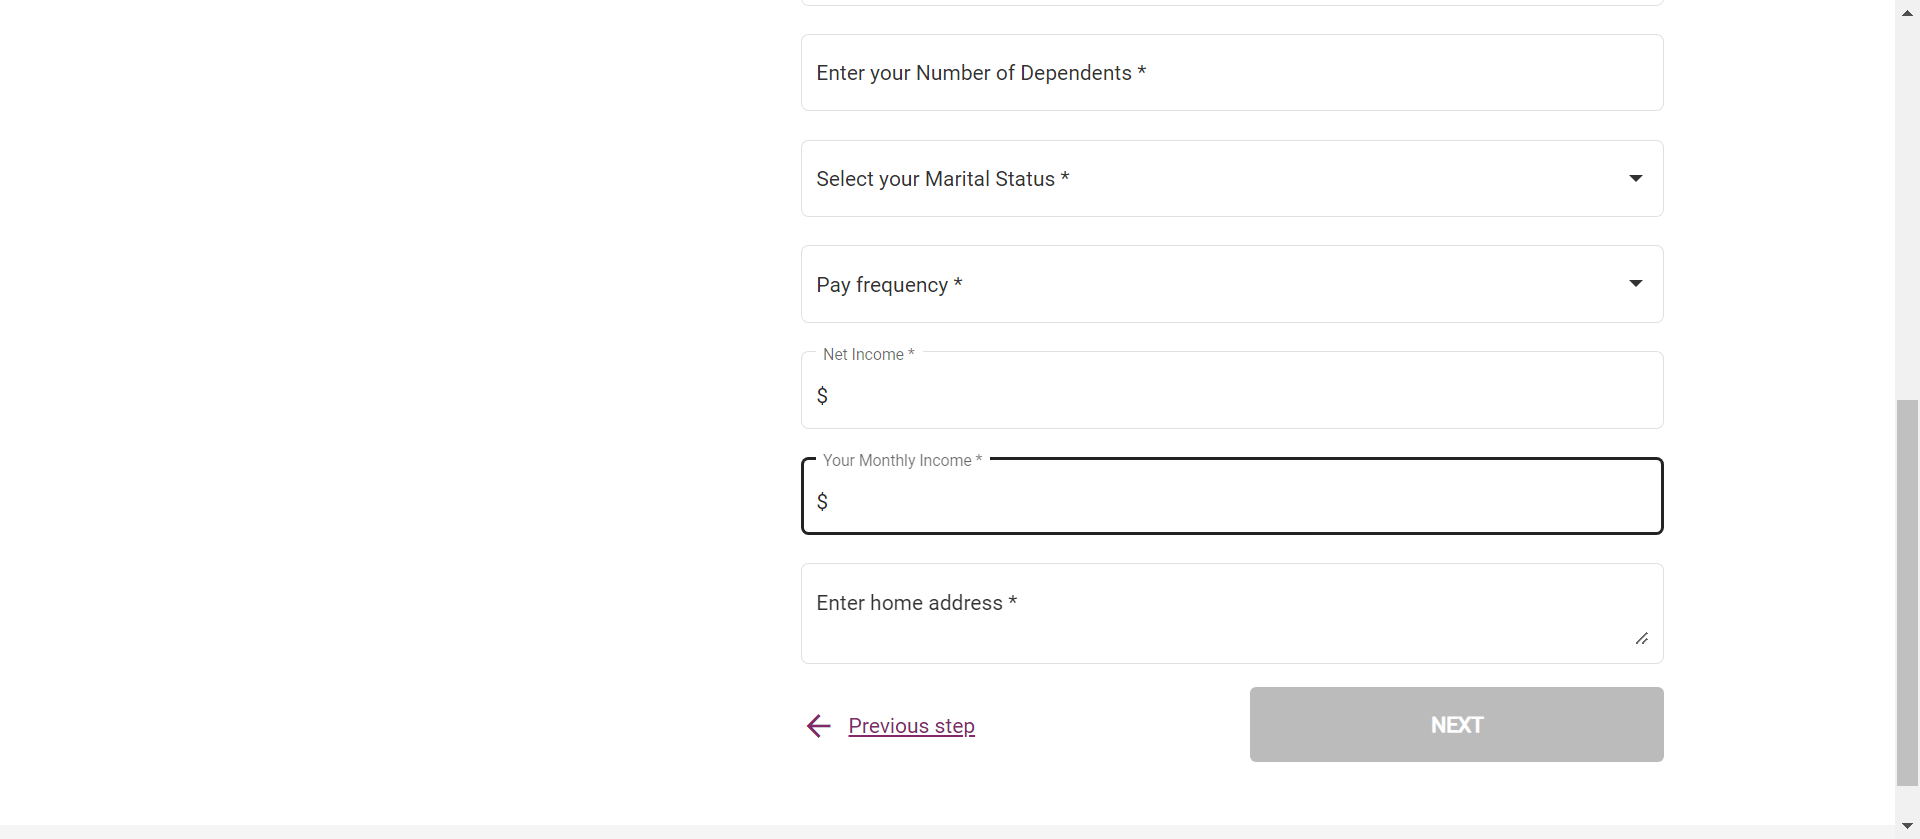 Enter your Number of Dependents *
Select your Marital Status *
Pay frequency *
Net Income *
$
Your Monthly Income *
$
Enter home address *
Previous step
NEXT